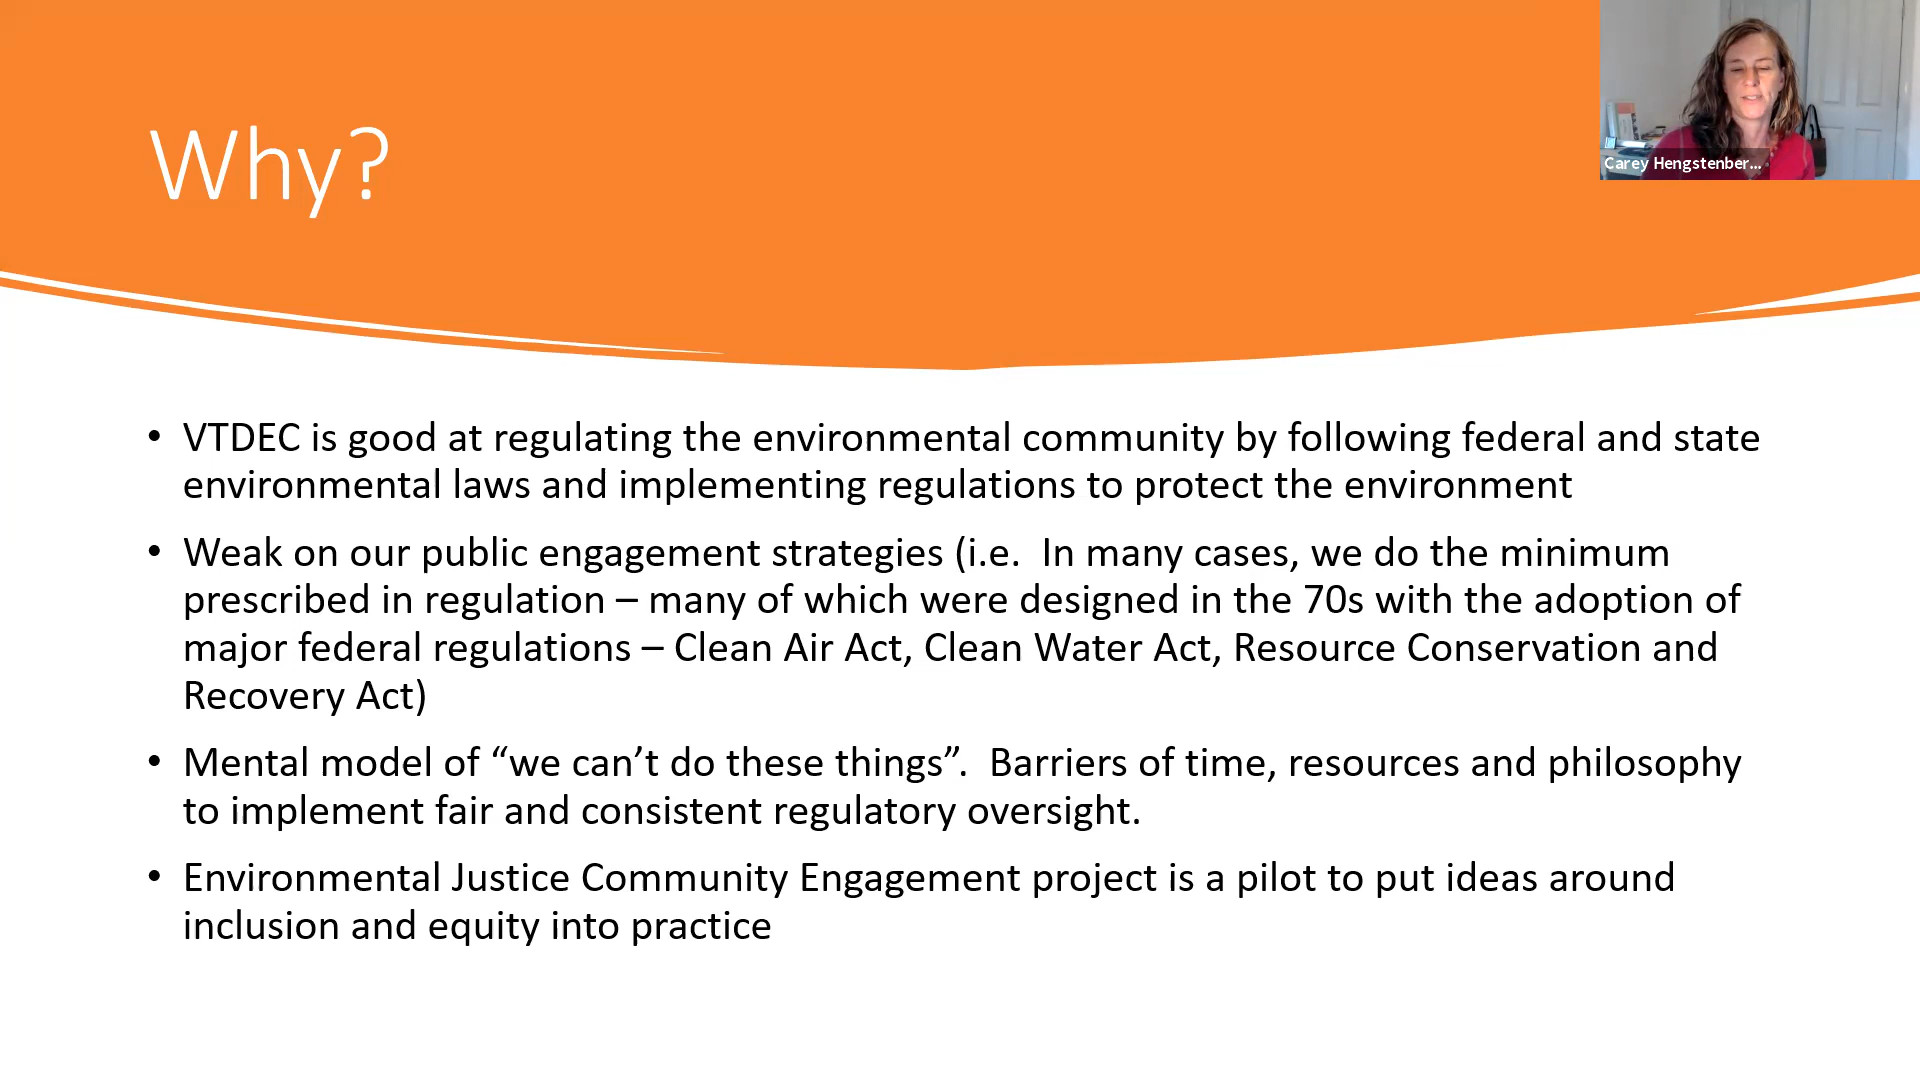 Why?
Carey Hengstenber...
• VTDEC is good at regulating the environmental community by following federal and state
environmental laws and implementing regulations to protect the environment
• Weak on our public engagement strategies (i.e.  In many cases, we do the minimum
prescribed in regulation – many of which were designed in the 70s with the adoption of
major federal regulations – Clean Air Act, Clean Water Act, Resource Conservation and
Recovery Act)
• Mental model of “we can’t do these things”.  Barriers of time, resources and philosophy
to implement fair and consistent regulatory oversight.
• Environmental Justice Community Engagement project is a pilot to put ideas around
inclusion and equity into practice